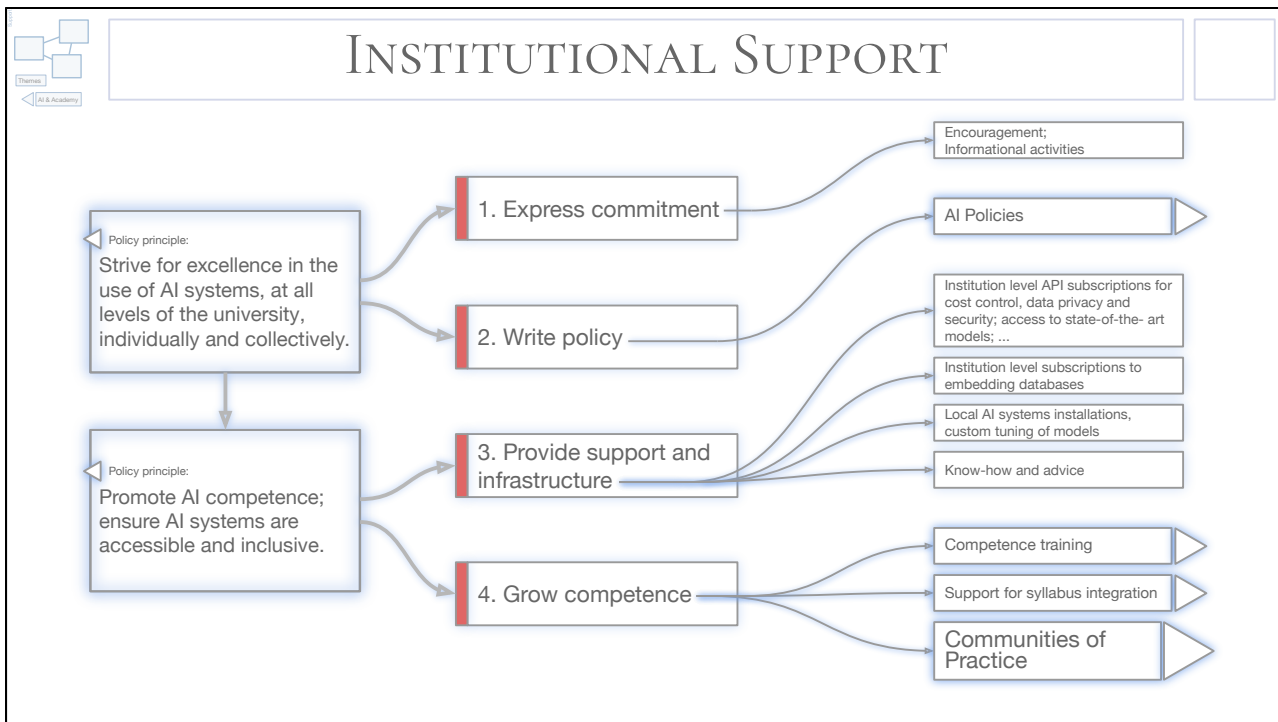 INSTITUTIONAL SUPPORT
Themes
AI & Academy
Policy principle:
Strive for excellence in the
use of AI systems, at all
levels of the university,
individually and collectively.
Policy principle:
Promote AI competence;
ensure AI systems are
accessible and inclusive.
1. Express commitment
2. Write policy
3. Provide support and
infrastructure
4. Grow competence
Encouragement;
Informational activities
AI Policies
Institution level API subscriptions for
cost control, data privacy and
security; access to state-of-the- art
models; ...
Institution level subscriptions to
embedding databases
Local AI systems installations,
custom tuning of models
Know-how and advice
Competence training
Support for syllabus integration
Communities of
Practice